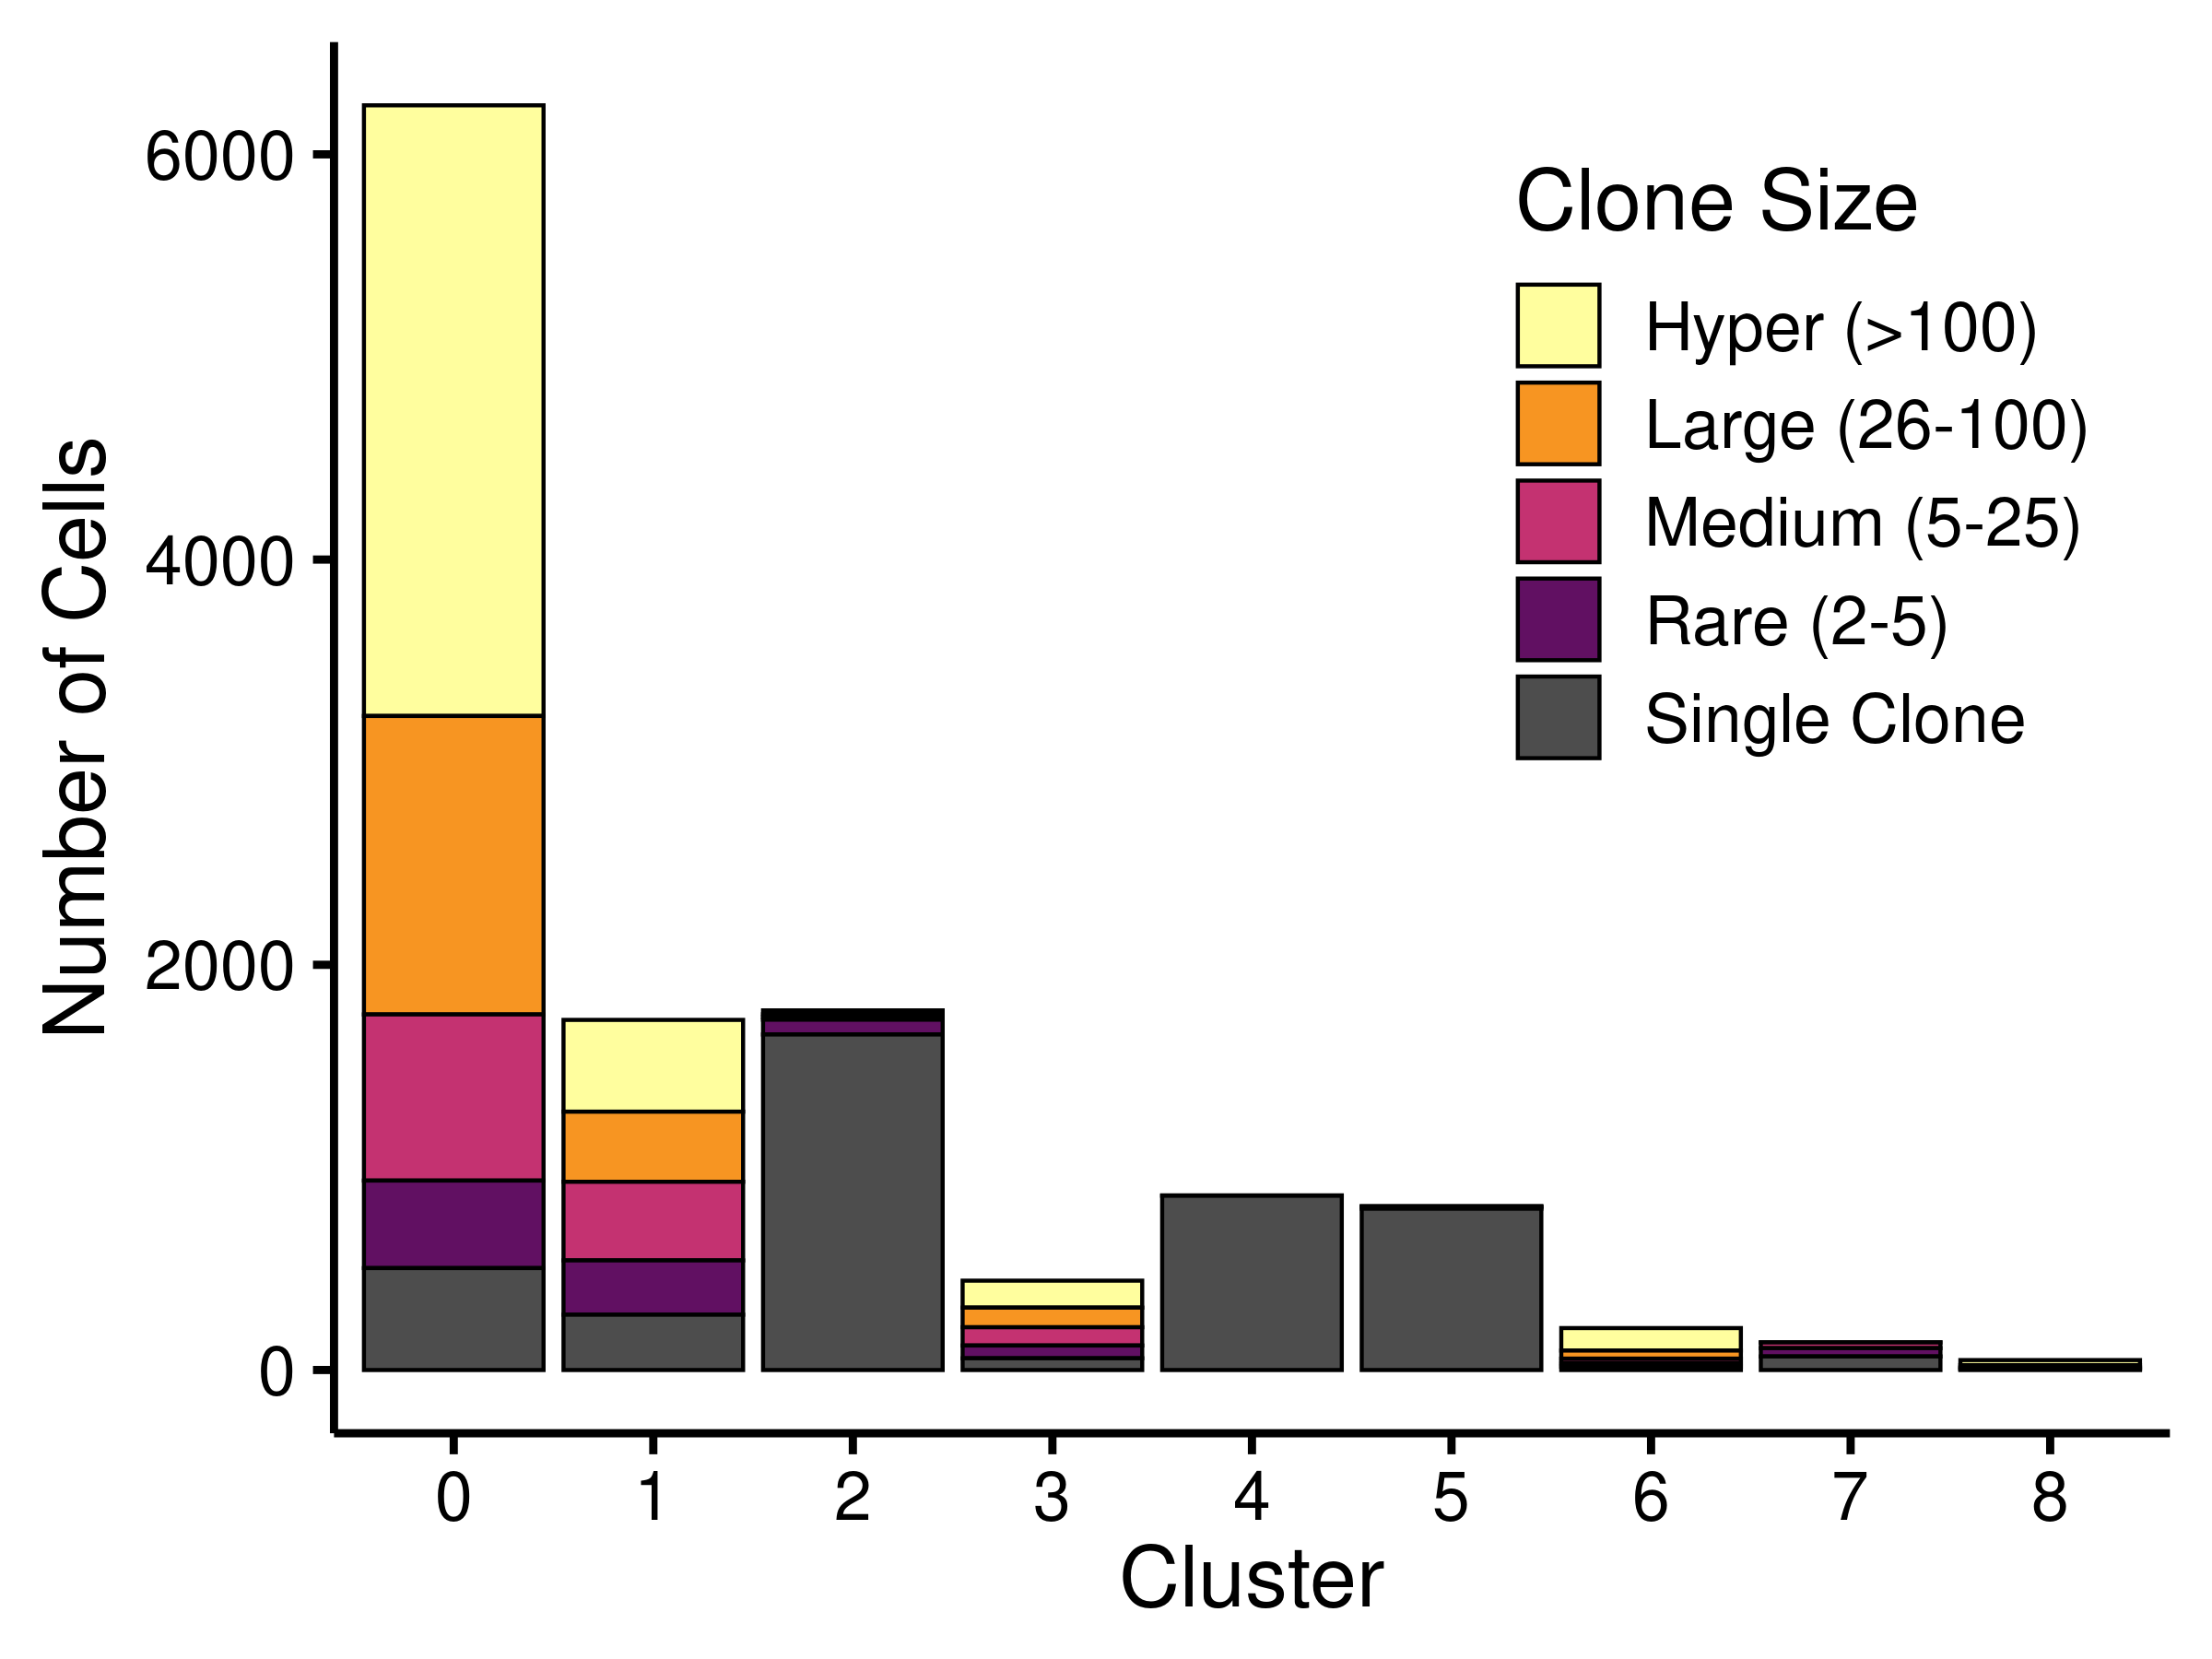 6000
4000
2000
0
Number of Cells
Clone Size
Hyper (>100)
Large (26-100)
Medium (5-25)
Rare (2-5)
Single Clone
0 1 2 3 4 5 6 7 8
Cluster